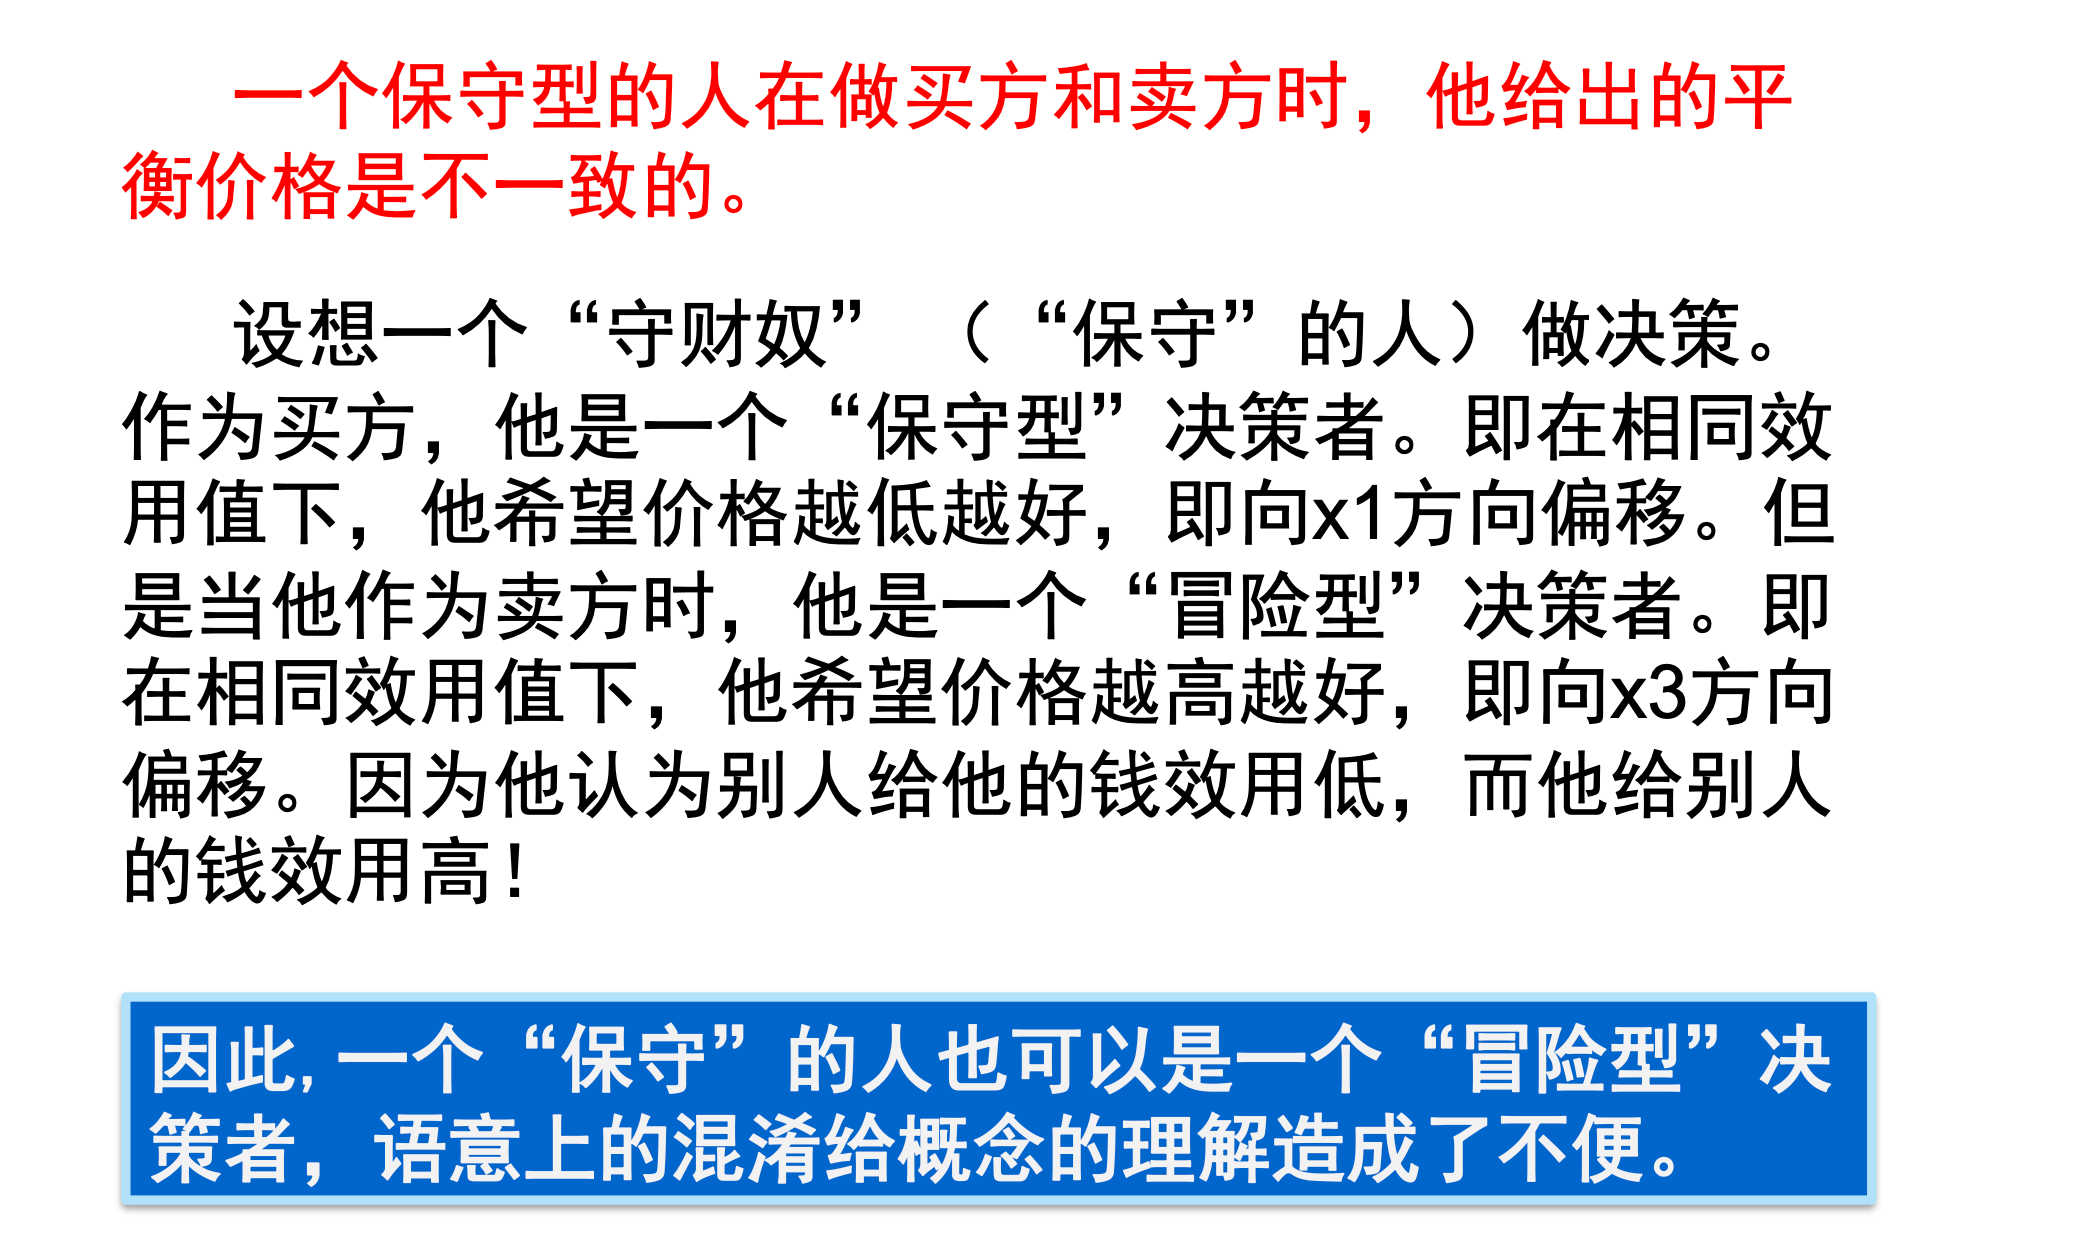 一个保守型的人在做买方和卖方时，他给出的平
衡价格是不一致的。
设想一个“守财奴”（“保守”的人）做决策。
作为买方，他是一个“保守型”决策者。即在相同效
用值下，他希望价格越低越好，即向x1方向偏移。但
是当他作为卖方时，他是一个“冒险型”决策者。即
在相同效用值下，他希望价格越高越好，即向x3方向
偏移。因为他认为别人给他的钱效用低，而他给别人
的钱效用高！
因此,一个“保守”的人也可以是一个“冒险型”决
策者，语意上的混淆给概念的理解造成了不便。